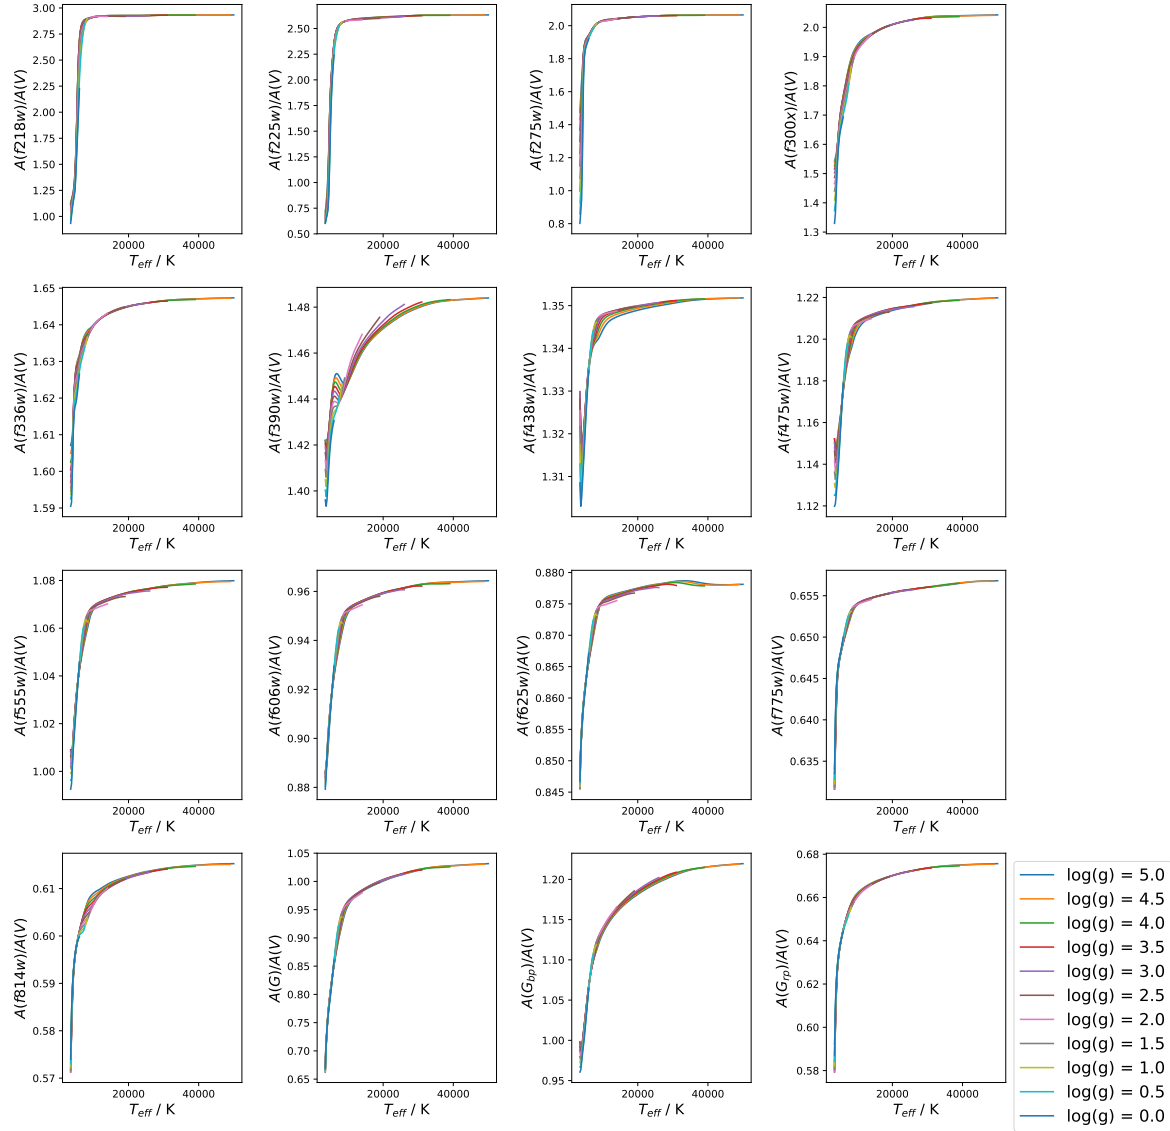 3.00
2.75
2.50
2.25
2.00
1.75
1.50
1.25
1.00
A(f218w)/A(V)
20000 40000
T_eff / K
2.50
2.25
2.00
1.75
1.50
1.25
1.00
0.75
0.50
A(f225w)/A(V)
20000 40000
T_eff / K
2.0
1.8
1.6
1.4
1.2
1.0
0.8
A(f275w)/A(V)
20000 40000
T_eff / K
2.0
1.9
1.8
1.7
1.6
1.5
1.4
1.3
A(f300x)/A(V)
20000 40000
T_eff / K
1.65
1.64
1.63
1.62
1.61
1.60
1.59
A(f336w)/A(V)
20000 40000
T_eff / K
1.48
1.46
1.44
1.42
1.40
A(f390w)/A(V)
20000 40000
T_eff / K
1.35
1.34
1.33
1.32
1.31
A(f438w)/A(V)
20000 40000
T_eff / K
1.22
1.20
1.18
1.16
1.14
1.12
A(f475w)/A(V)
20000 40000
T_eff / K
1.08
1.06
1.04
1.02
1.00
A(f555w)/A(V)
20000 40000
T_eff / K
0.96
0.94
0.92
0.90
0.88
A(f606w)/A(V)
20000 40000
T_eff / K
0.880
0.875
0.870
0.865
0.860
0.855
0.850
0.845
A(f625w)/A(V)
20000 40000
T_eff / K
0.655
0.650
0.645
0.640
0.635
A(f775w)/A(V)
20000 40000
T_eff / K
0.61
0.60
0.59
0.58
0.57
A(f814w)/A(V)
20000 40000
T_eff / K
1.05
1.00
0.95
0.90
0.85
0.80
0.75
0.70
0.65
A(G)/A(V)
20000 40000
T_eff / K
1.20
1.15
1.10
1.05
1.00
0.95
A(G_bp)/A(V)
20000 40000
T_eff / K
0.68
0.66
0.64
0.62
0.60
0.58
A(G_rp)/A(V)
20000 40000
T_eff / K
log(g) = 5.0
log(g) = 4.5
log(g) = 4.0
log(g) = 3.5
log(g) = 3.0
log(g) = 2.5
log(g) = 2.0
log(g) = 1.5
log(g) = 1.0
log(g) = 0.5
log(g) = 0.0